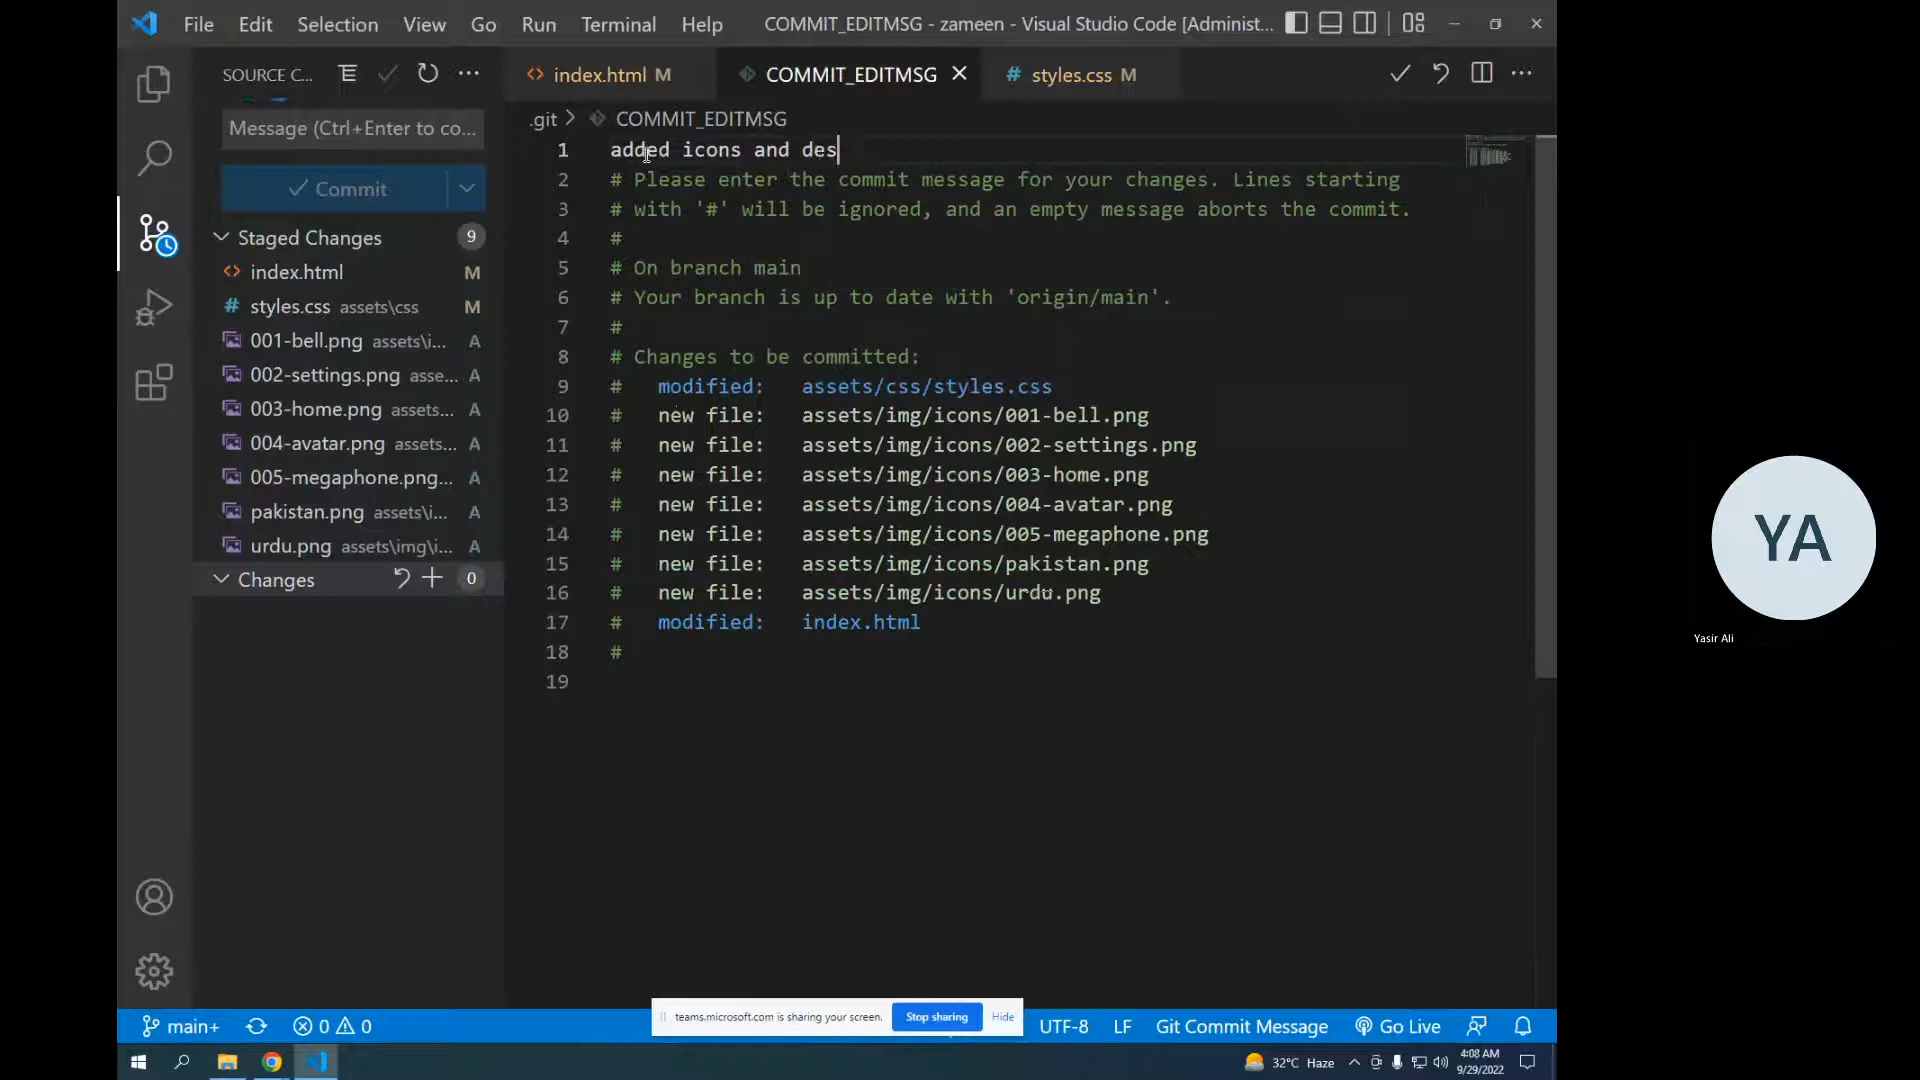 File Edit Selection View Go Run Terminal Help COMMIT_EDITMSG - zameen - Visual Studio Code [Administ...
SOURCE C...
index.html M
COMMIT_EDITMSG
# styles.css M
.git > COMMIT_EDITMSG
Message (Ctrl+Enter to co...
Commit
Staged Changes 9
index.html M
# styles.css assets\css M
001-bell.png assets\i... A
002-settings.png asse... A
003-home.png assets... A
004-avatar.png assets... A
005-megaphone.png... A
pakistan.png assets\i... A
urdu.png assets\img\i... A
Changes 0
1 added icons and des
2 # Please enter the commit message for your changes. Lines starting
3 # with '#' will be ignored, and an empty message aborts the commit.
4 #
5 # On branch main
6 # Your branch is up to date with 'origin/main'.
7 #
8 # Changes to be committed:
9 # modified: assets/css/styles.css
10 # new file: assets/img/icons/001-bell.png
11 # new file: assets/img/icons/002-settings.png
12 # new file: assets/img/icons/003-home.png
13 # new file: assets/img/icons/004-avatar.png
14 # new file: assets/img/icons/005-megaphone.png
15 # new file: assets/img/icons/pakistan.png
16 # new file: assets/img/icons/urdu.png
17 # modified: index.html
18 #
19
YA
Yasir Ali
teams.microsoft.com is sharing your screen. Stop sharing Hide
main+ 0 0 UTF-8 LF Git Commit Message Go Live
32°C Haze
4:08 AM
9/29/2022